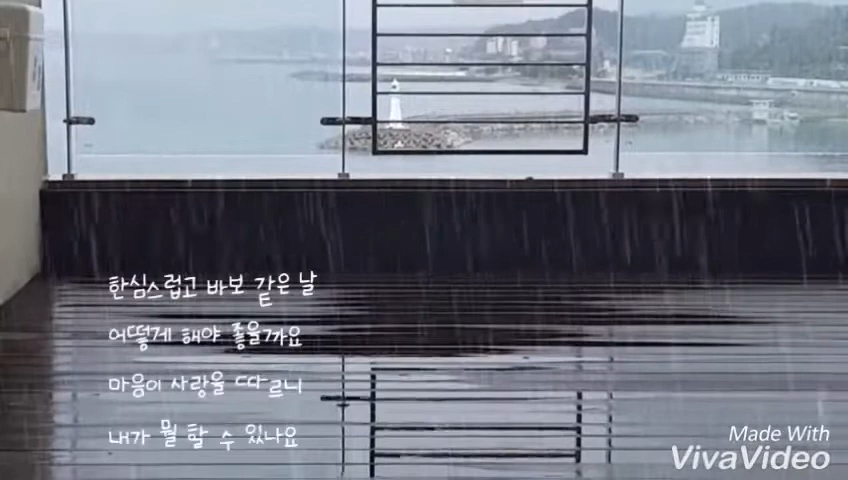 한심스럽고 바보 같은 날
어떻게 해야 좋을까요
마음이 사랑을 따르니
내가 뭘 할 수 있나요
Made With
VivaVideo